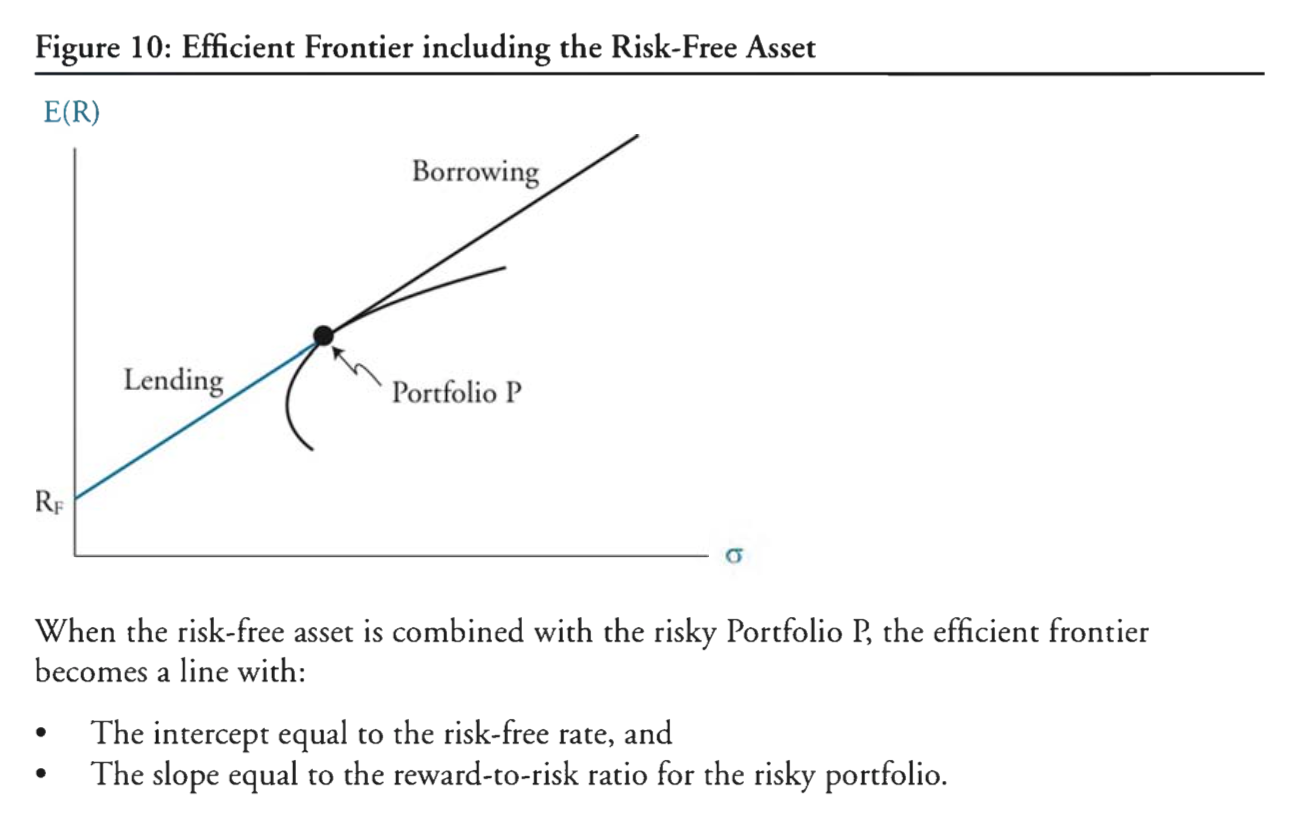 Figure 10: Efficient Frontier including the Risk-Free Asset
E(R)
Borrowing
Lending
Portfolio P
RF
σ
When the risk-free asset is combined with the risky Portfolio P, the efficient frontier
becomes a line with:
• The intercept equal to the risk-free rate, and
• The slope equal to the reward-to-risk ratio for the risky portfolio.